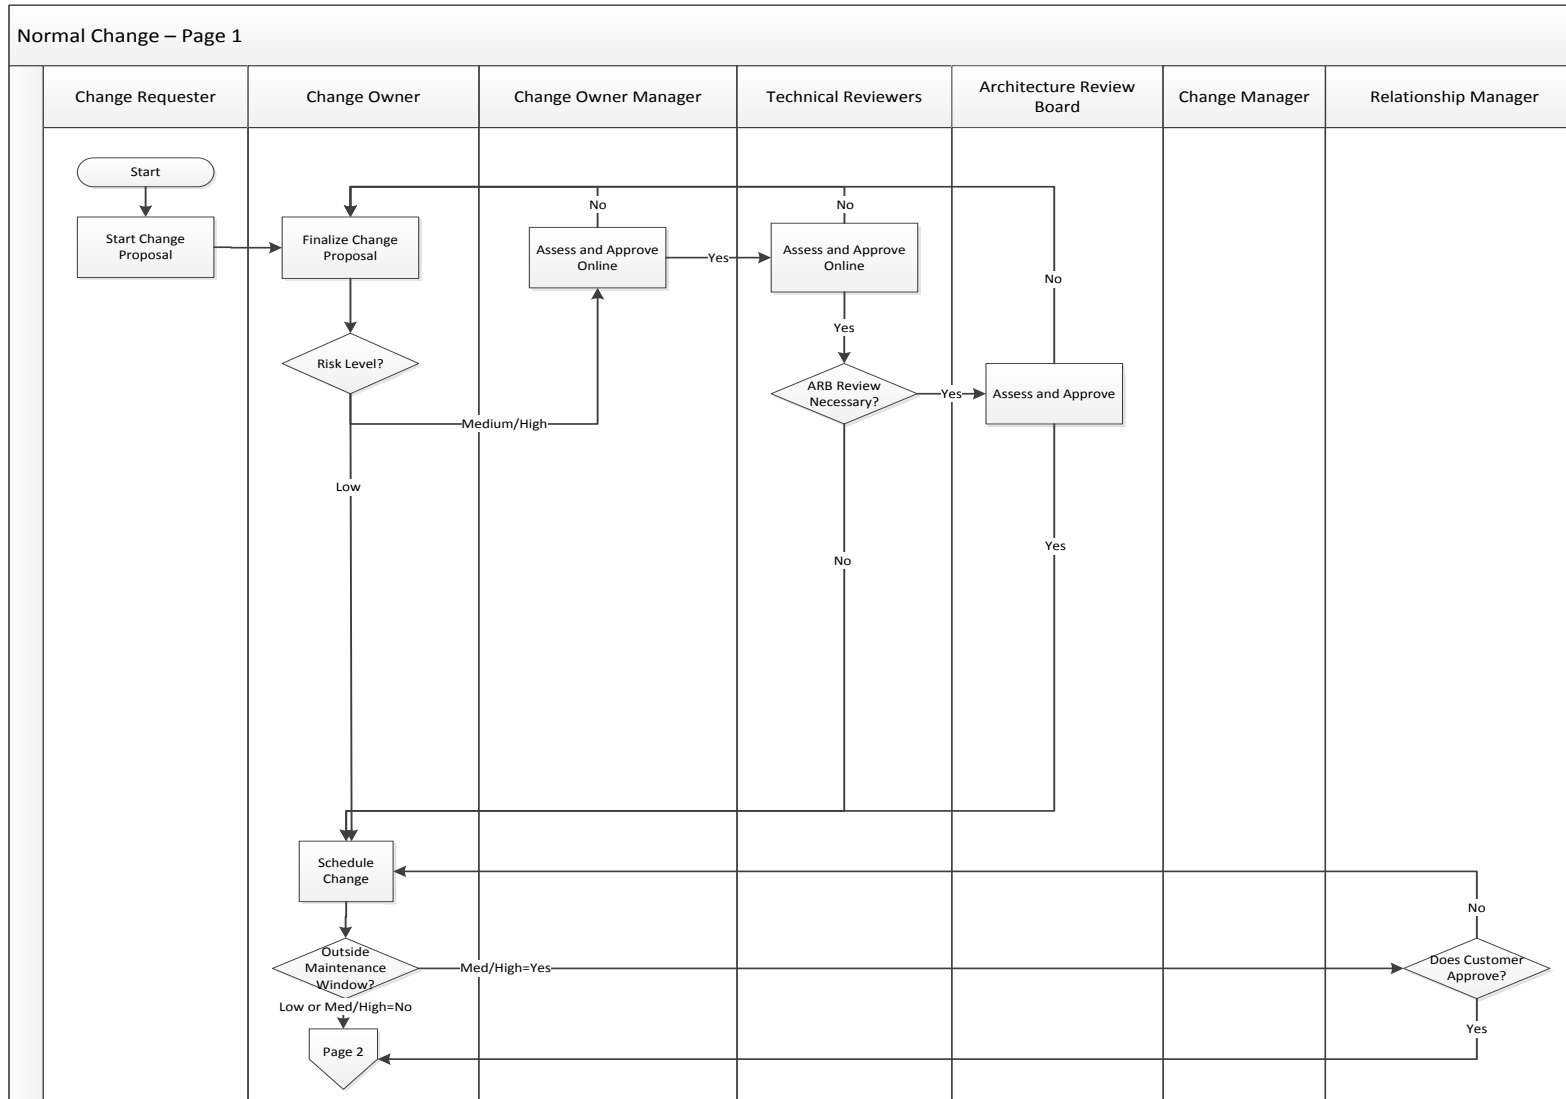 Normal Change – Page 1
Change Requester
Change Owner
Change Owner Manager
Technical Reviewers
Architecture Review
Board
Change Manager
Relationship Manager
Start
Start Change
Proposal
Finalize Change
Proposal
No
Assess and Approve
Online
Yes
No
Assess and Approve
Online
No
Yes
Risk Level?
ARB Review
Necessary?
Yes
Assess and Approve
Medium/High
Low
No
Yes
Schedule
Change
No
Outside
Maintenance
Window?
Med/High=Yes
Does Customer
Approve?
Low or Med/High=No
Yes
Page 2